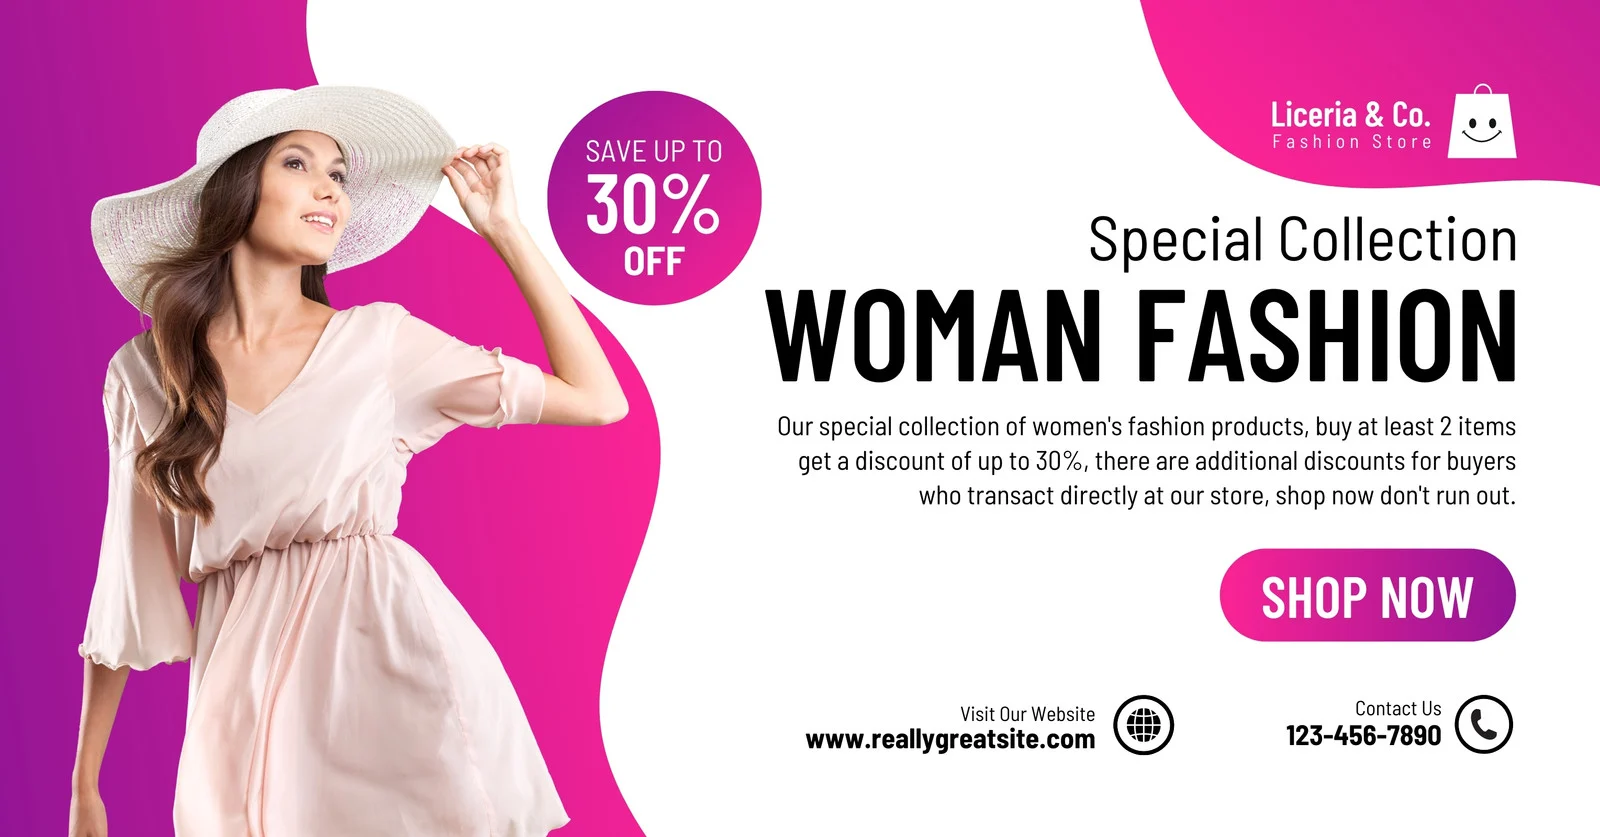 SAVE UP TO
30%
OFF
Liceria & Co.
Fashion Store
Special Collection
WOMAN FASHION
Our special collection of women's fashion products, buy at least 2 items
get a discount of up to 30%, there are additional discounts for buyers
who transact directly at our store, shop now don't run out.
SHOP NOW
Visit Our Website
www.reallygreatsite.com
Contact Us
123-456-7890